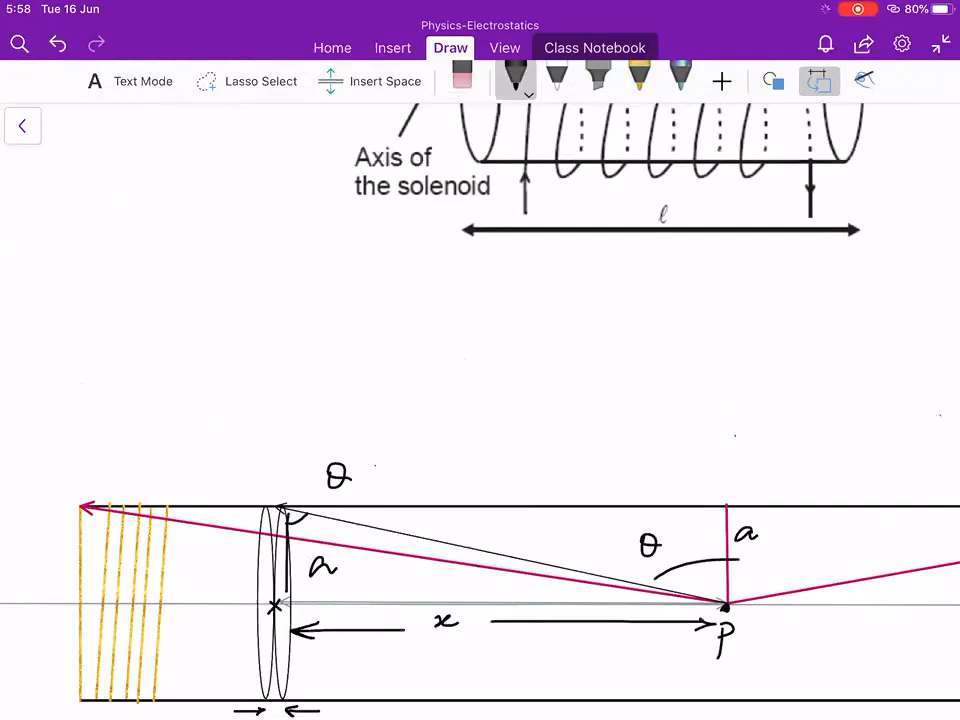 5:58 Tue 16 Jun 80%
Physics-Electrostatics
Home Insert Draw View Class Notebook
A Text Mode Lasso Select Insert Space
Axis of
the solenoid
ℓ
θ
θ a
a
x
P